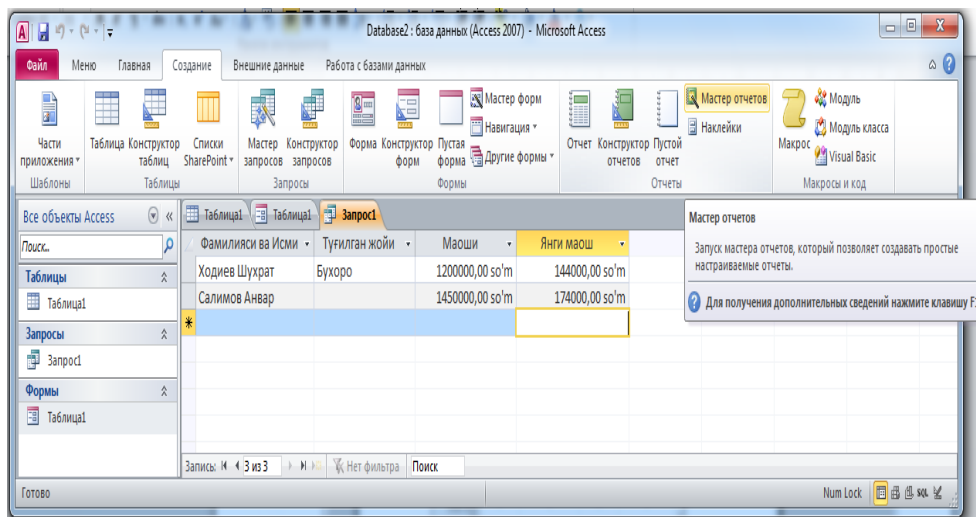 Database2 : база данных (Access 2007) - Microsoft Access
Файл Меню Главная Создание Внешние данные Работа с базами данных
Части приложения
Таблица
Конструктор таблиц
Списки SharePoint
Мастер запросов
Конструктор запросов
Форма
Конструктор форм
Пустая форма
Мастер форм
Навигация
Другие формы
Отчет
Конструктор отчетов
Пустой отчет
Мастер отчетов
Наклейки
Макрос
Модуль
Модуль класса
Visual Basic
Шаблоны Таблицы Запросы Формы Отчеты Макросы и код
Все объекты Access
Поиск...
Таблицы
Таблица1
Запросы
Запрос1
Формы
Таблица1
Таблица1 Таблица1 Запрос1
Фамилияси ва Исми Туғилган жойи Маоши Янги маош
Ходиев Шухрат Бухоро 1200000,00 so'm 144000,00 so'm
Салимов Анвар 1450000,00 so'm 174000,00 so'm
Мастер отчетов
Запуск мастера отчетов, который позволяет создавать простые
настраиваемые отчеты.
Для получения дополнительных сведений нажмите клавишу F
Запись: 3 из 3 Нет фильтра Поиск
Готово Num Lock SQL